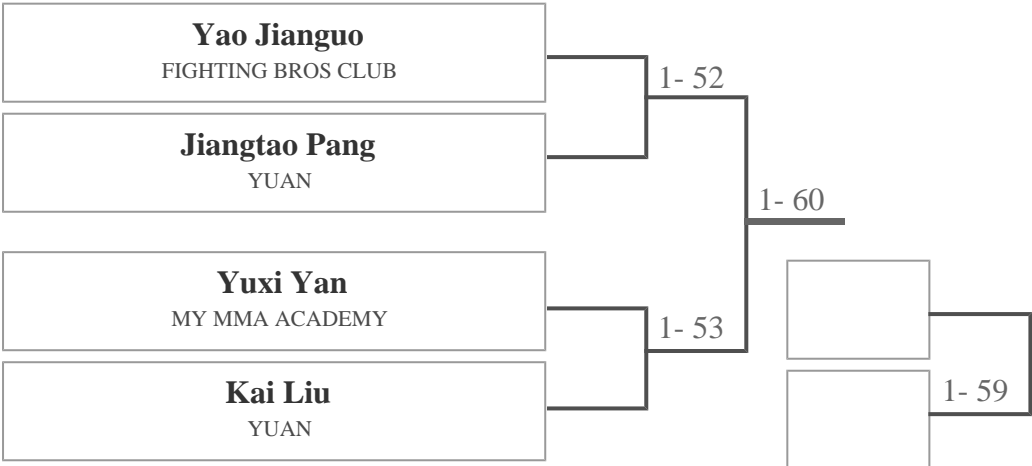 Yao Jianguo
FIGHTING BROS CLUB
1- 52
Jiangtao Pang
YUAN
1- 60
Yuxi Yan
MY MMA ACADEMY
1- 53
Kai Liu
YUAN
1- 59